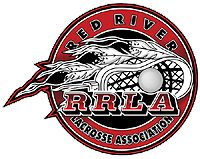 RED RIVER
RRLA
LACROSSE ASSOCIATION